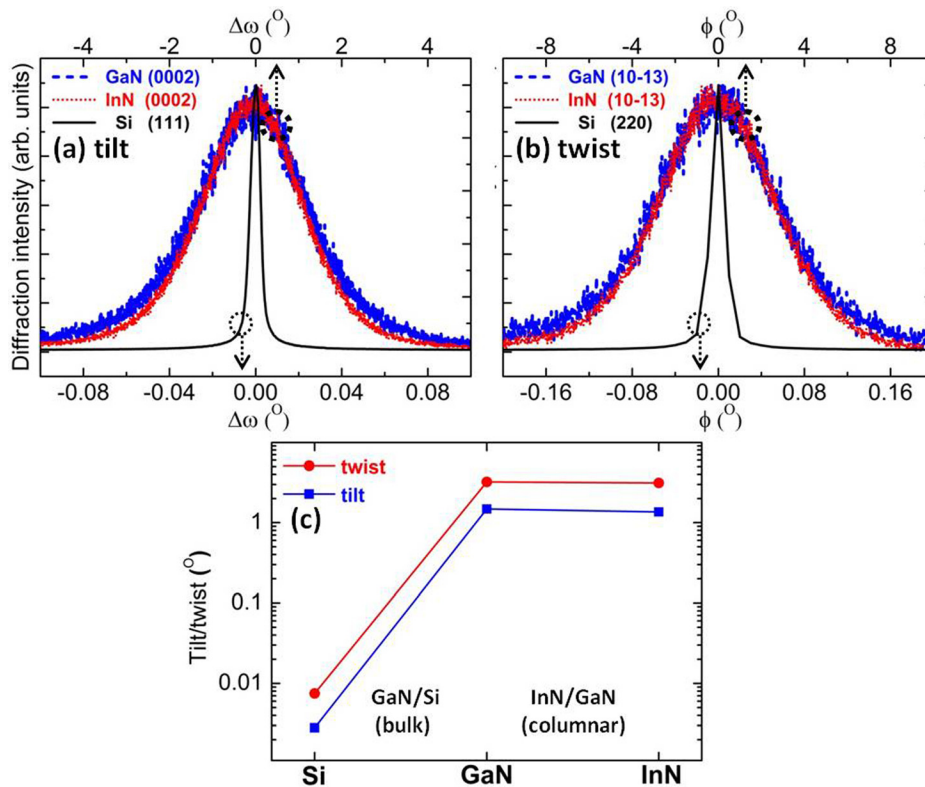 -4 -2 0 2 4
Δω (°)
GaN (0002)
InN (0002)
Si (111)
(a) tilt
Diffraction intensity (arb. units)
-0.08 -0.04 0.00 0.04 0.08
Δω (°)
-8 -4 0 4 8
ϕ (°)
GaN (10-13)
InN (10-13)
Si (220)
(b) twist
-0.16 -0.08 0.00 0.08 0.16
ϕ (°)
twist
tilt
(c)
Tilt/twist (°)
1
0.1
0.01
GaN/Si
(bulk)
InN/GaN
(columnar)
Si GaN InN